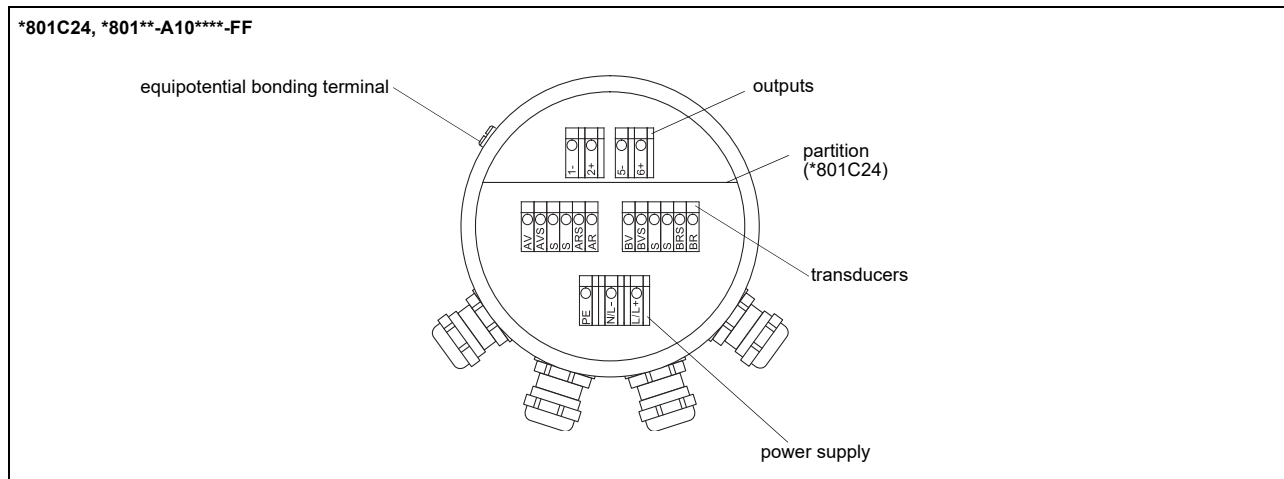 *801C24, *801**-A10****-FF
equipotential bonding terminal
outputs
1-
2+
5-
6+
partition
(*801C24)
AV
AVS
S
S
ARS
AR
BV
BVS
S
S
BRS
BR
transducers
PE
N/L-
L/L+
power supply